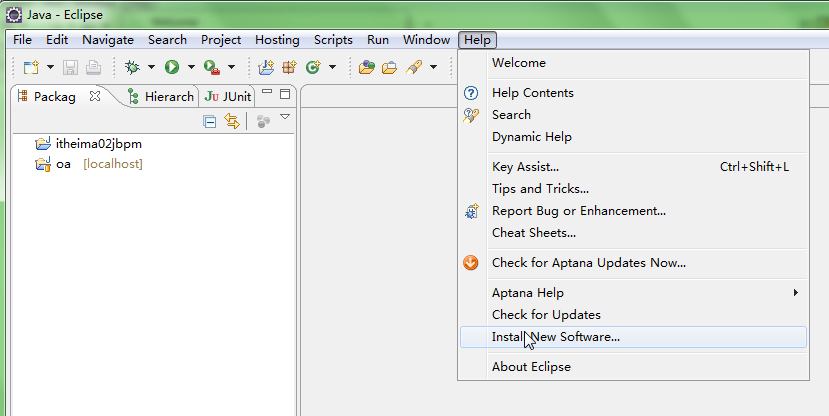 Java - Eclipse
File Edit Navigate Search Project Hosting Scripts Run Window Help
Packag Hierarch JUnit
itheima02jbpm
oa [localhost]
Welcome
Help Contents
Search
Dynamic Help
Key Assist... Ctrl+Shift+L
Tips and Tricks...
Report Bug or Enhancement...
Cheat Sheets...
Check for Aptana Updates Now...
Aptana Help
Check for Updates
Install New Software...
About Eclipse